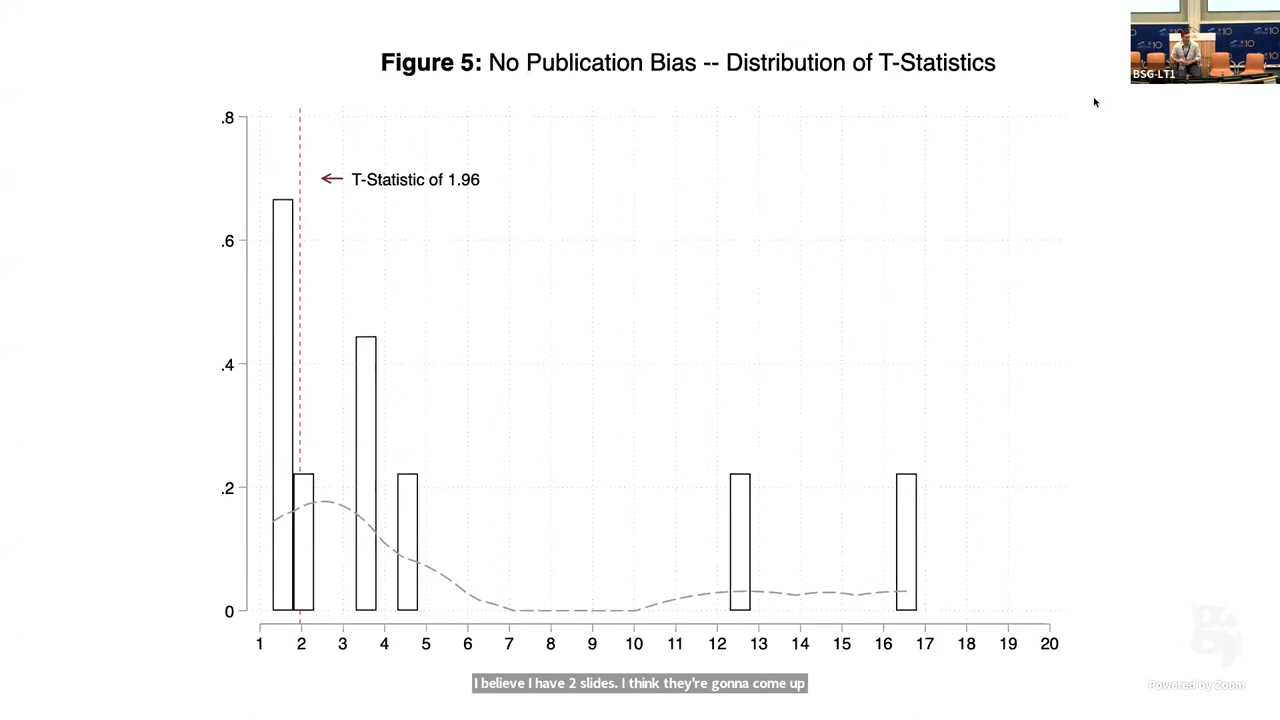 Figure 5: No Publication Bias -- Distribution of T-Statistics
BSG-LT1
.8
T-Statistic of 1.96
.6
.4
.2
0
1 2 3 4 5 6 7 8 9 10 11 12 13 14 15 16 17 18 19 20
I believe I have 2 slides. I think they're gonna come up
Powered by Zoom